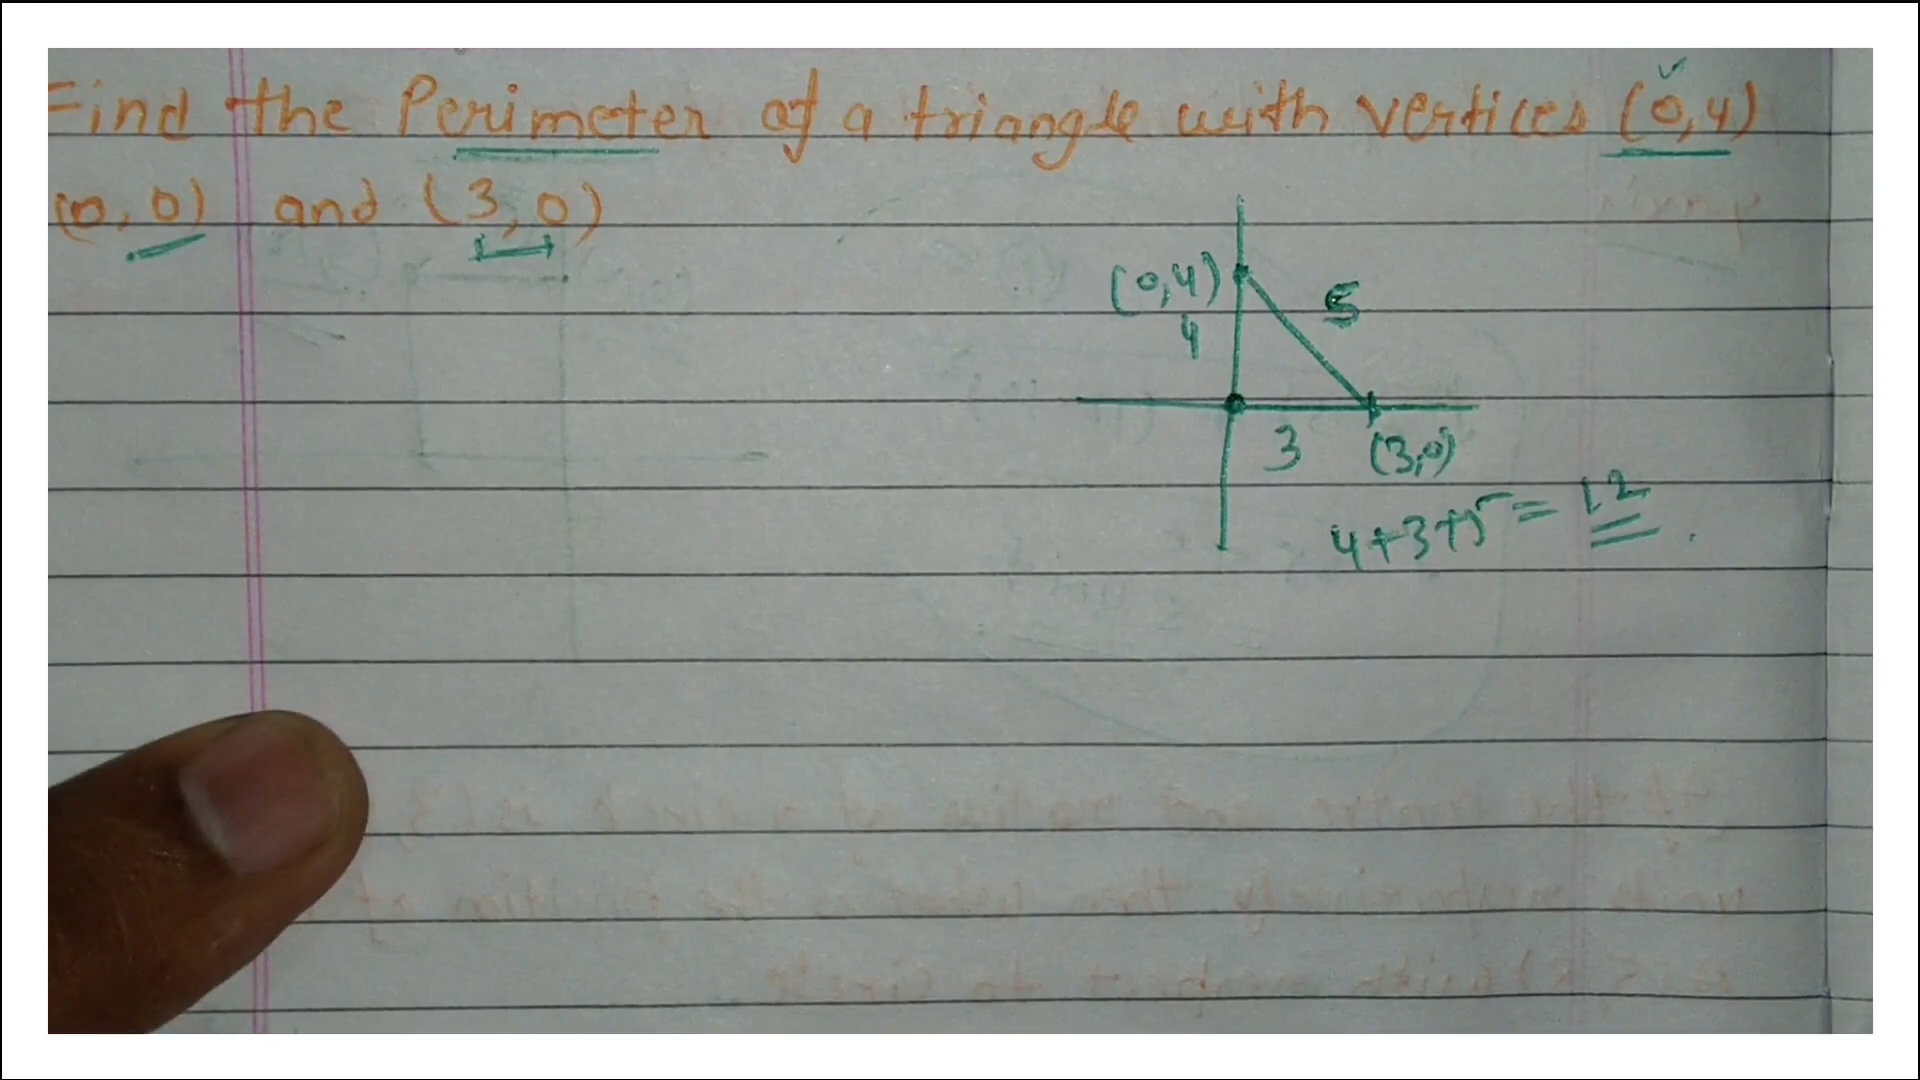 Find the Perimeter of a triangle with vertices (0,4)
(0,0) and (3,0)
(0,4)
5
4
3
(3,0)
4+3+5 = 12